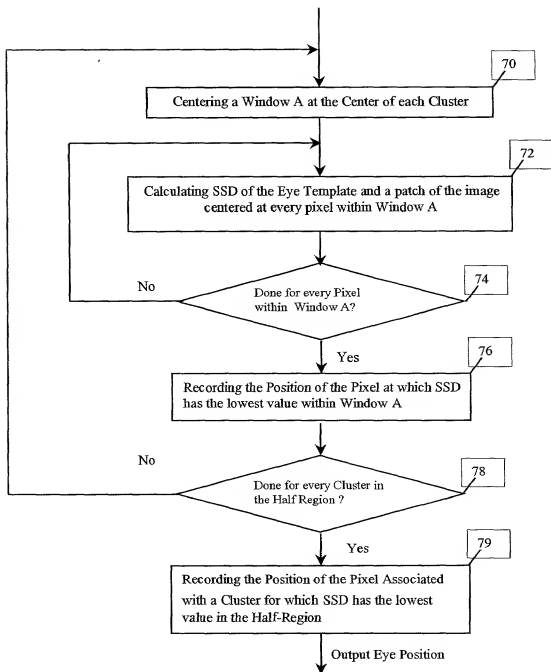 70
Centering a Window A at the Center of each Cluster
72
Calculating SSD of the Eye Template and a patch of the image
centered at every pixel within Window A
No
74
Done for every Pixel
within Window A?
Yes
76
Recording the Position of the Pixel at which SSD
has the lowest value within Window A
No
78
Done for every Cluster in
the Half Region ?
Yes
79
Recording the Position of the Pixel Associated
with a Cluster for which SSD has the lowest
value in the Half-Region
Output Eye Position